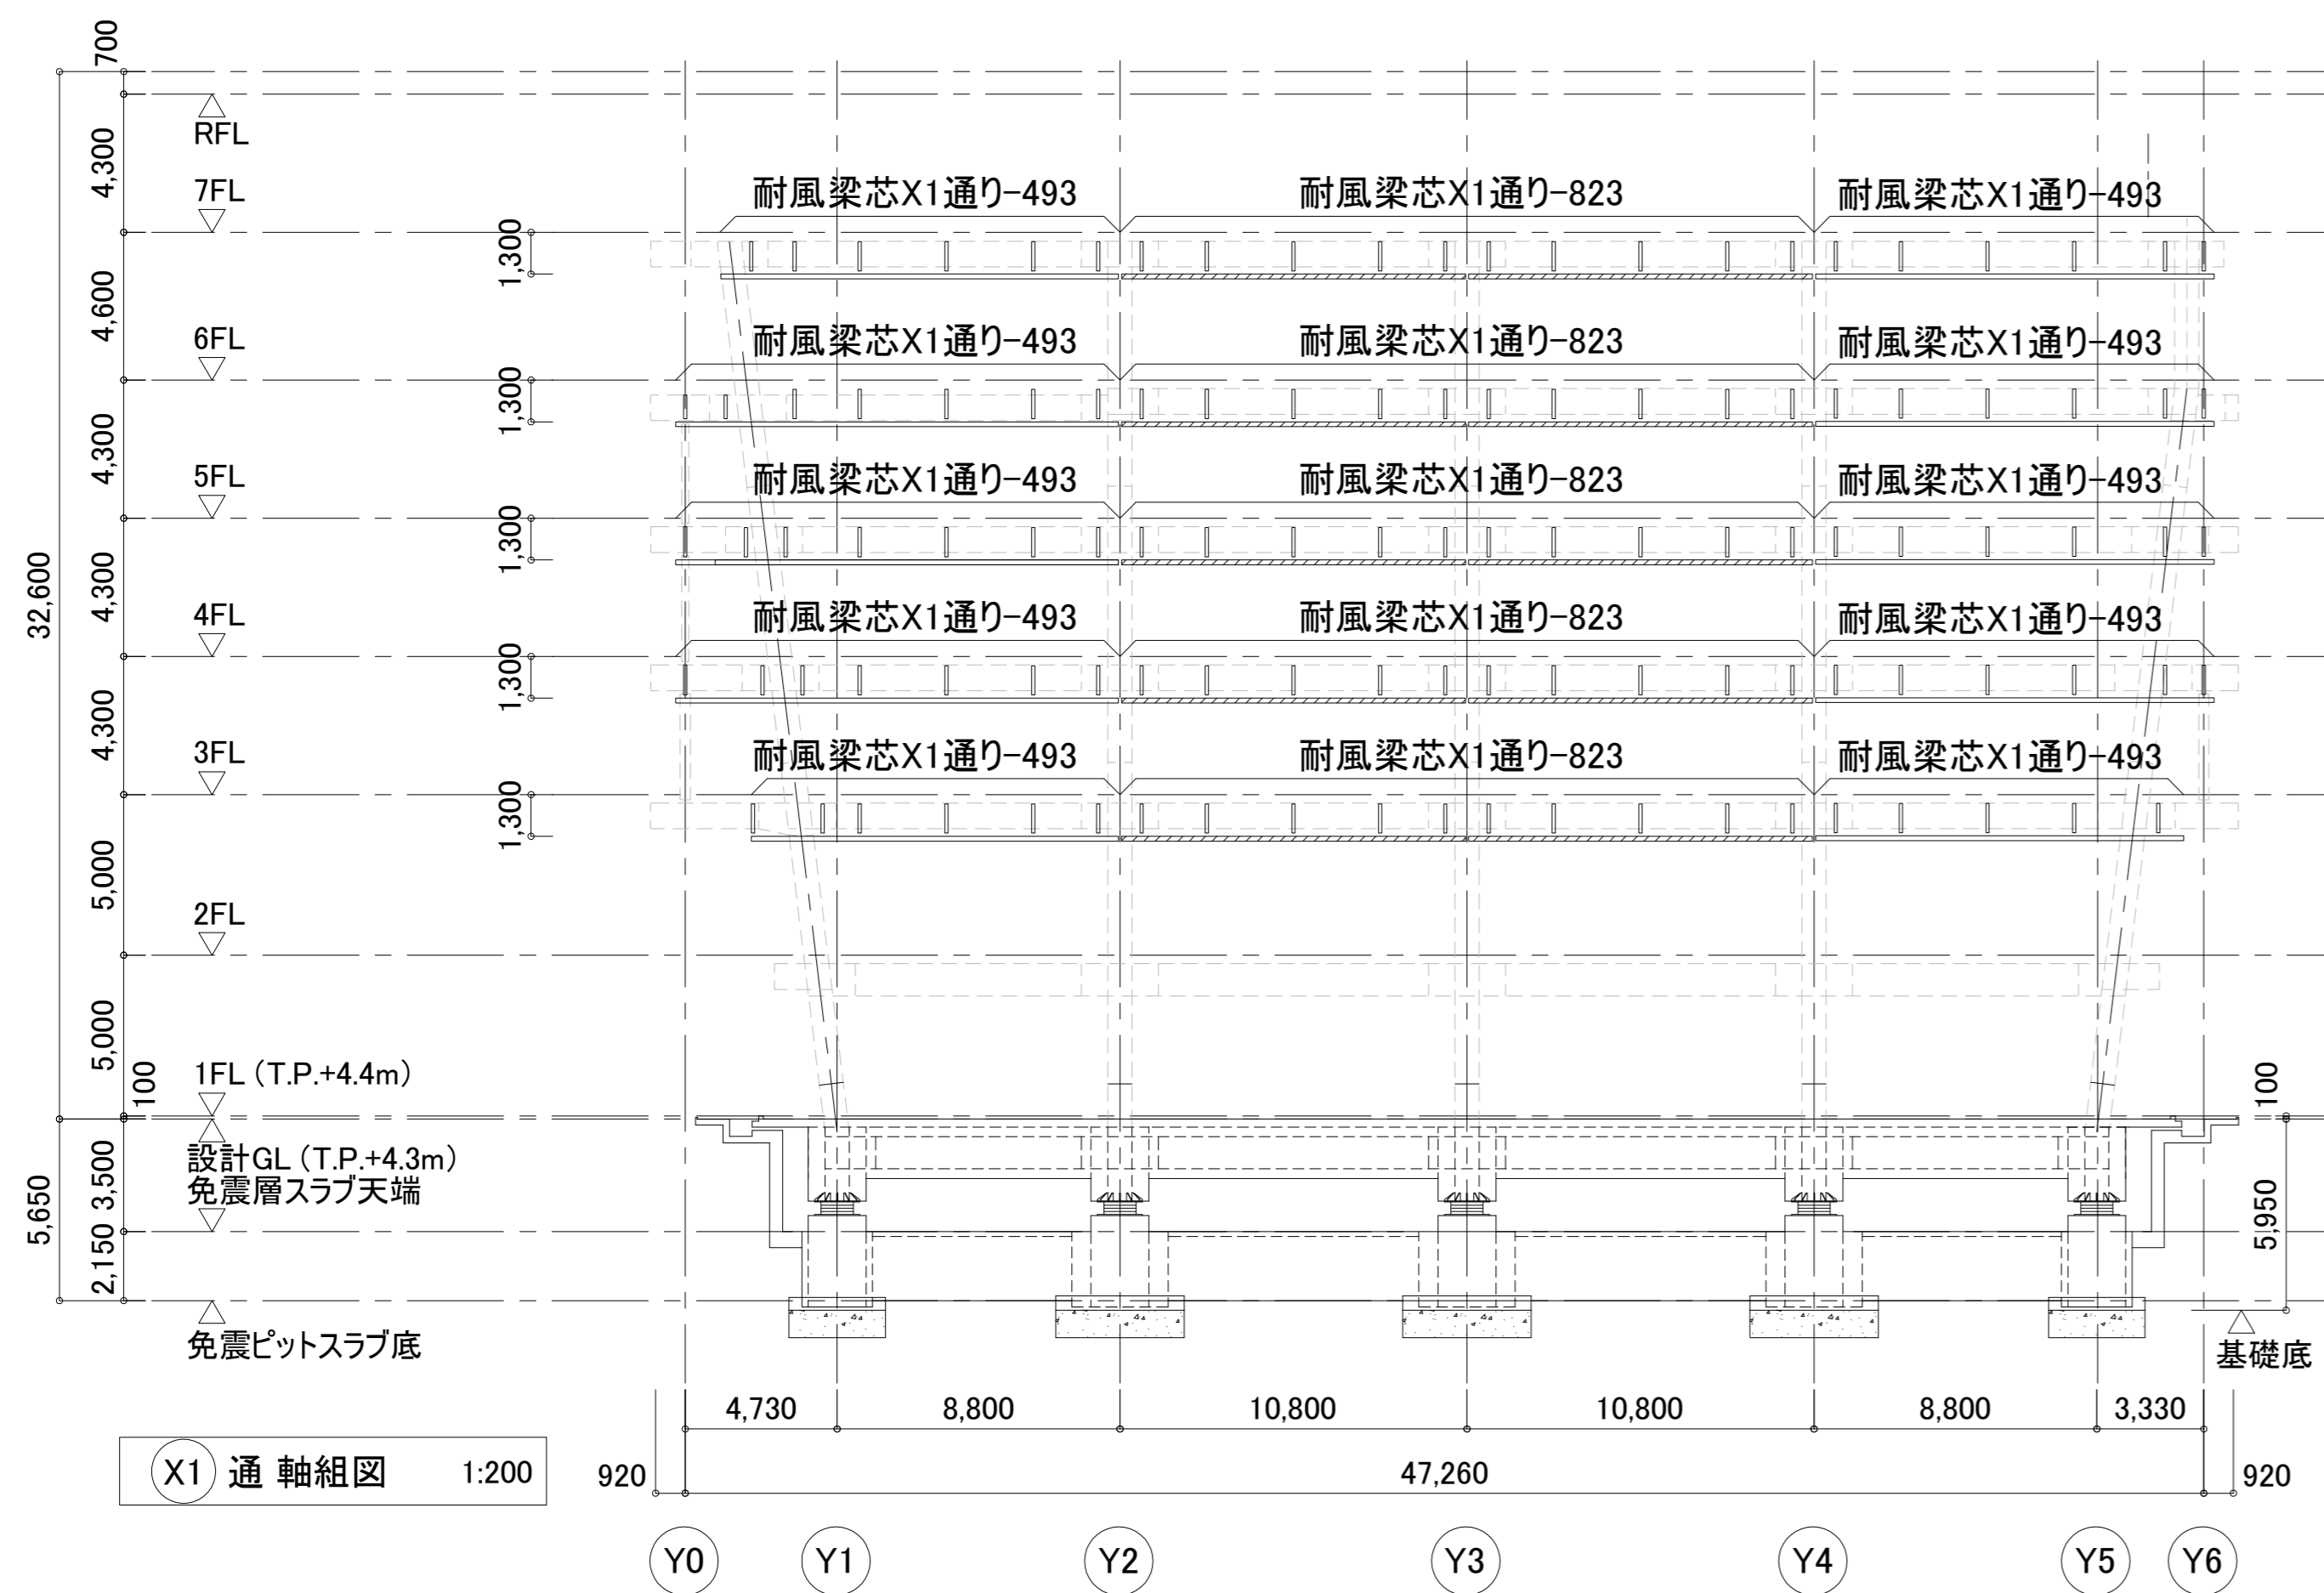 700
RFL
4,300
7FL
耐風梁芯X1通り-493 耐風梁芯X1通り-823 耐風梁芯X1通り-493
1,300
4,600
6FL
耐風梁芯X1通り-493 耐風梁芯X1通り-823 耐風梁芯X1通り-493
1,300
4,300
5FL
耐風梁芯X1通り-493 耐風梁芯X1通り-823 耐風梁芯X1通り-493
1,300
32,600
4,300
4FL
耐風梁芯X1通り-493 耐風梁芯X1通り-823 耐風梁芯X1通り-493
1,300
4,300
3FL
耐風梁芯X1通り-493 耐風梁芯X1通り-823 耐風梁芯X1通り-493
1,300
5,000
2FL
5,000
100
1FL (T.P.+4.4m)
100
設計GL (T.P.+4.3m)
免震層スラブ天端
3,500
5,650
2,150
5,950
免震ピットスラブ底
基礎底
4,730 8,800 10,800 10,800 8,800 3,330
X1 通 軸組図 1:200
920 47,260 920
Y0 Y1 Y2 Y3 Y4 Y5 Y6